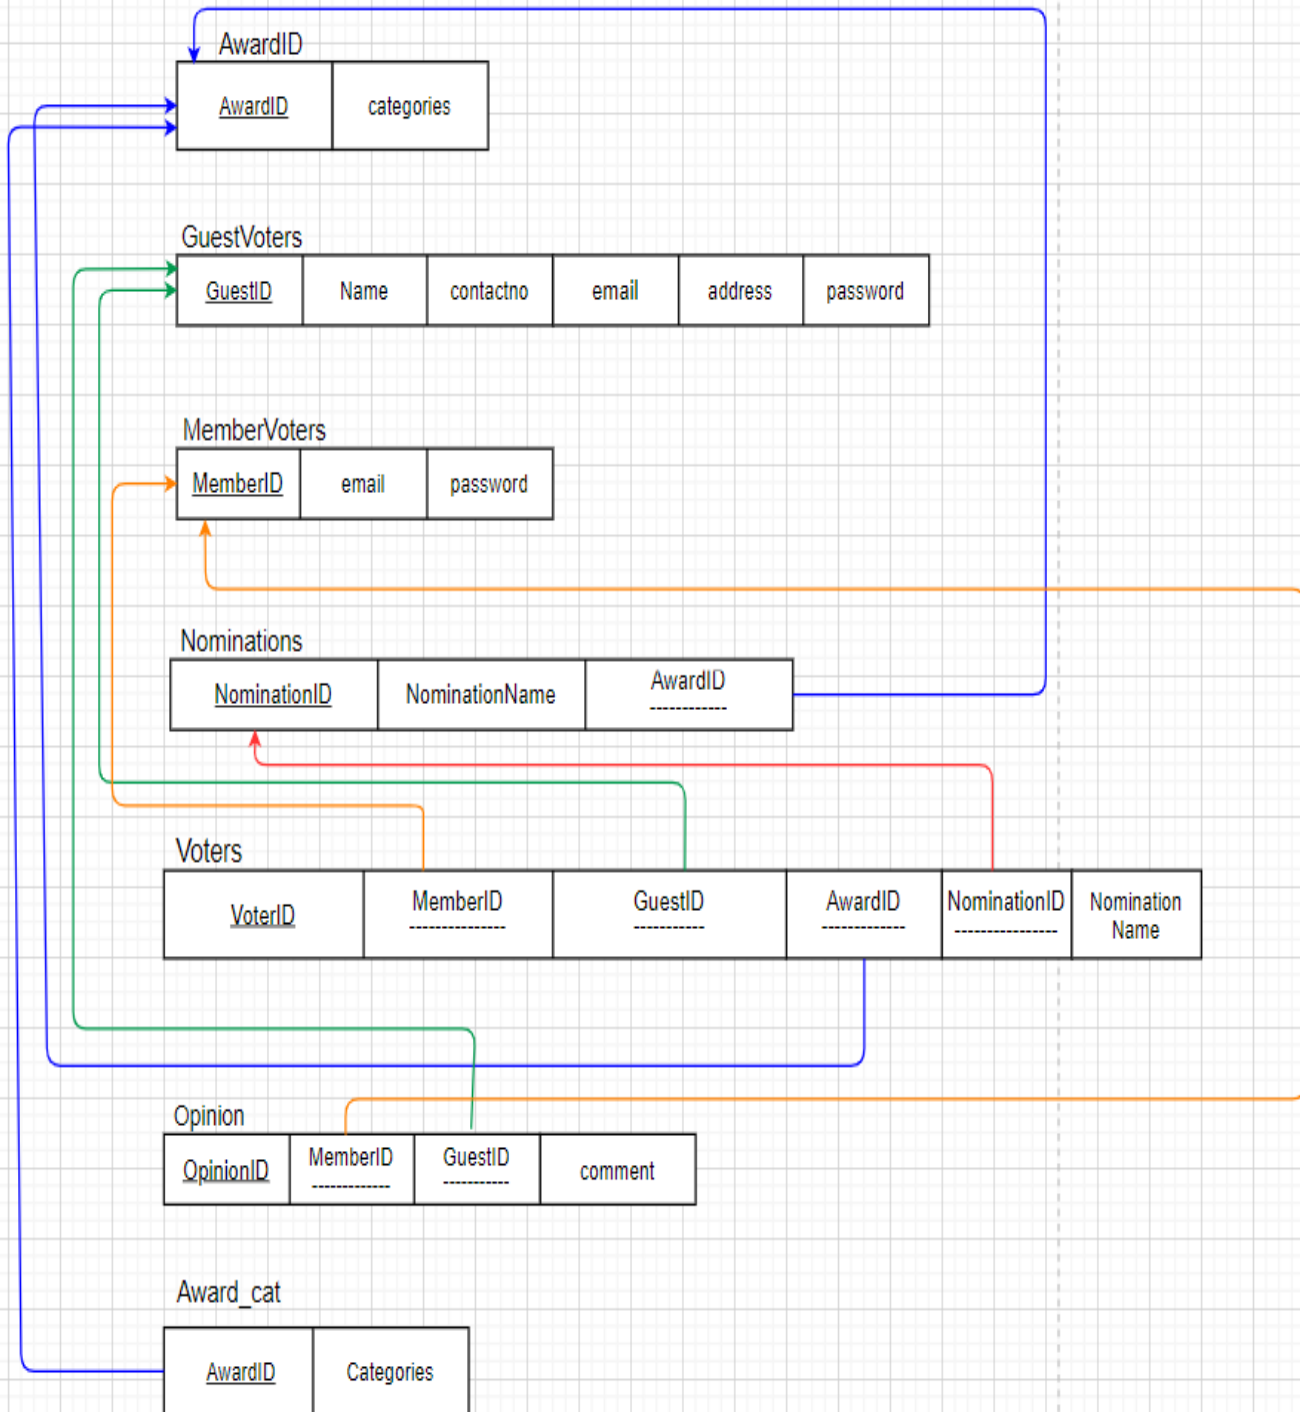 AwardID
AwardID categories
GuestVoters
GuestID Name contactno email address password
MemberVoters
MemberID email password
Nominations
NominationID NominationName AwardID
------------
Voters
VoterID MemberID GuestID AwardID NominationID Nomination
Name
--------------- ----------- ------------- ----------------
Opinion
OpinionID MemberID GuestID comment
------------- -----------
Award_cat
AwardID Categories